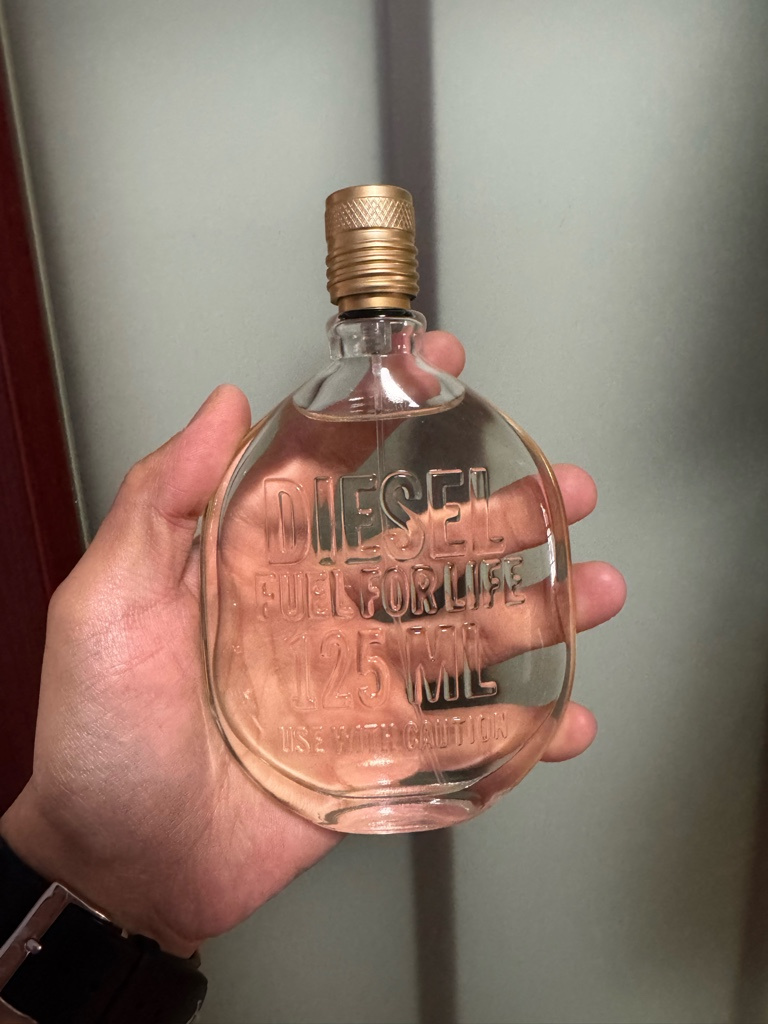 DIESEL
FUEL FOR LIFE
125 ML
USE WITH CAUTION